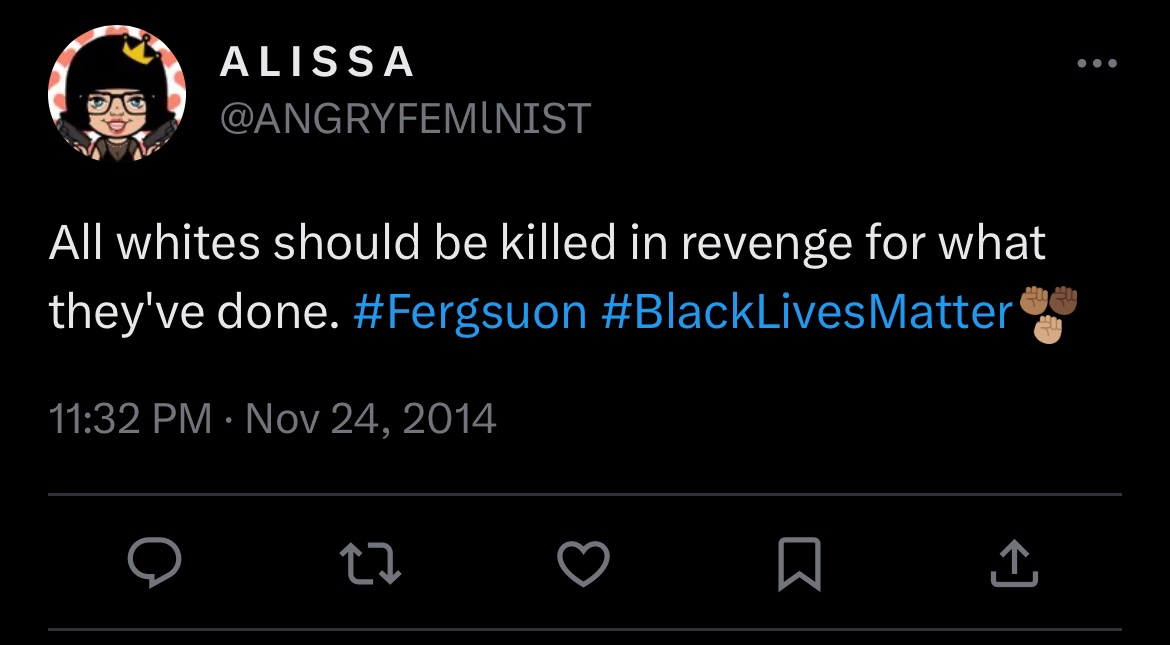 A L I S S A
@ANGRYFEMlNIST
All whites should be killed in revenge for what
they've done. #Fergsuon #BlackLivesMatter
11:32 PM · Nov 24, 2014